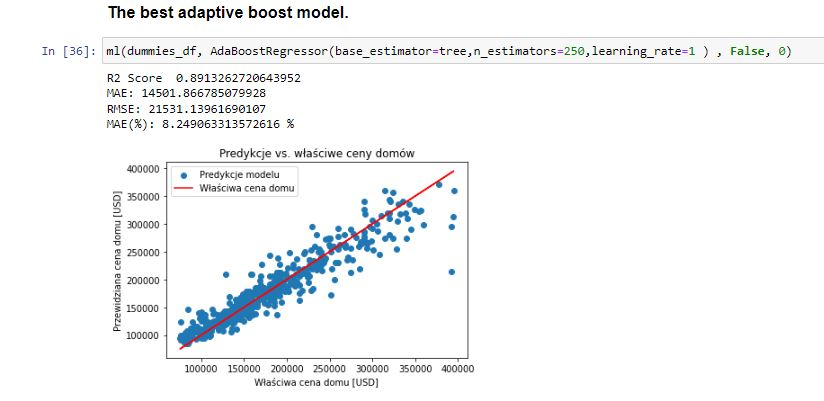 The best adaptive boost model.
In [36]: ml(dummies_df, AdaBoostRegressor(base_estimator=tree,n_estimators=250,learning_rate=1 ) , False, 0)
R2 Score  0.8913262720643952
MAE: 14501.866785079928
RMSE: 21531.13961690107
MAE(%): 8.249063313572616 %
Predykcje vs. właściwe ceny domów
Predykcje modelu
Właściwa cena domu
400000
350000
300000
250000
200000
150000
100000
Przewidziana cena domu [USD]
100000 150000 200000 250000 300000 350000 400000
Właściwa cena domu [USD]